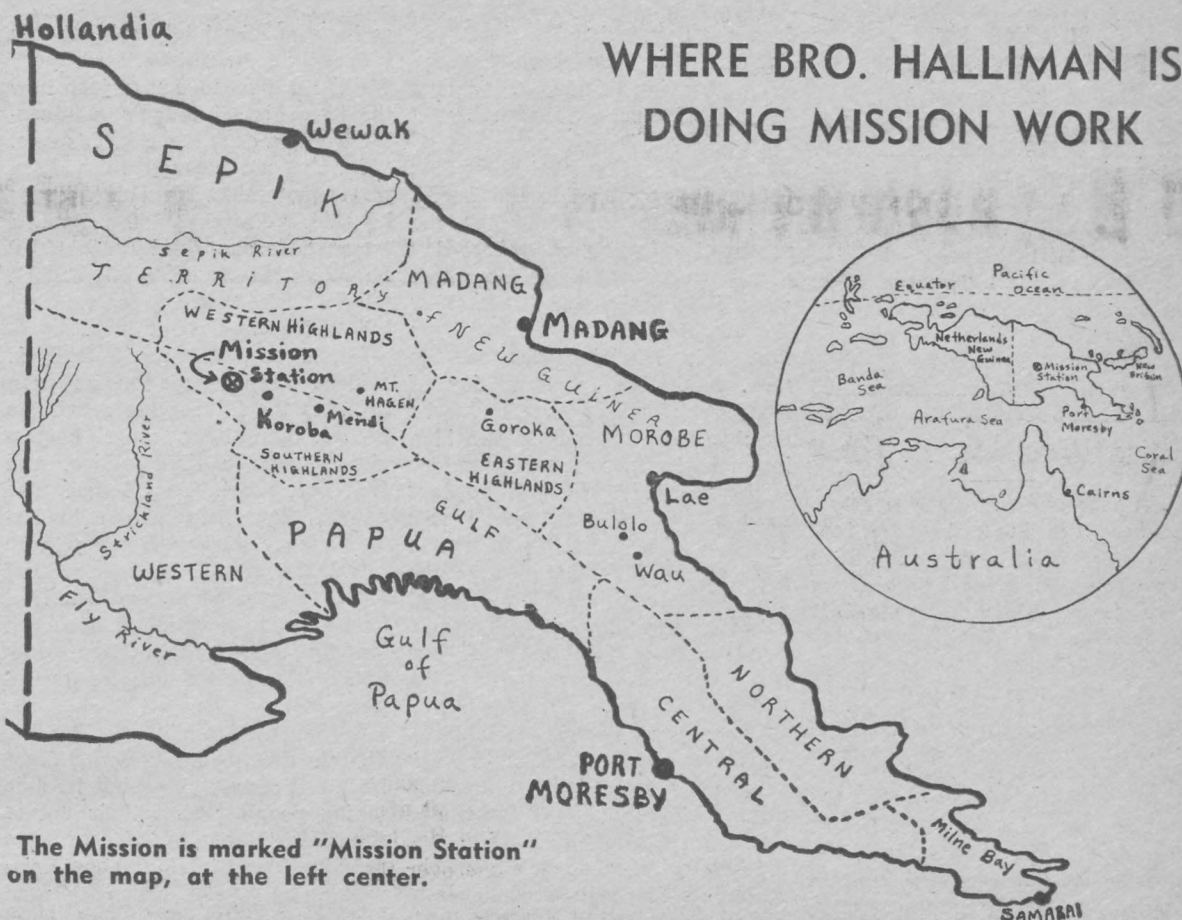 WHERE BRO. HALLIMAN IS
DOING MISSION WORK
Hollandia
Wewak
SEPIK
Sepik River
TERRITORY
of NEW GUINEA
MADANG
MADANG
WESTERN HIGHLANDS
Mission
Station
MT.
HAGEN
Koroba
Mendi
SOUTHERN
HIGHLANDS
Goroka
EASTERN
HIGHLANDS
MOROBE
Lae
Bulolo
Wau
GULF
PAPUA
Strickland River
WESTERN
Fly River
Gulf
of
Papua
NORTHERN
CENTRAL
PORT
MORESBY
Milne Bay
SAMARAI
Equator
Pacific
Ocean
Netherlands
New
Guinea
Mission
Station
New
Britain
Banda
Sea
Arafura Sea
Port
Moresby
Coral
Sea
Cairns
Australia
The Mission is marked "Mission Station"
on the map, at the left center.